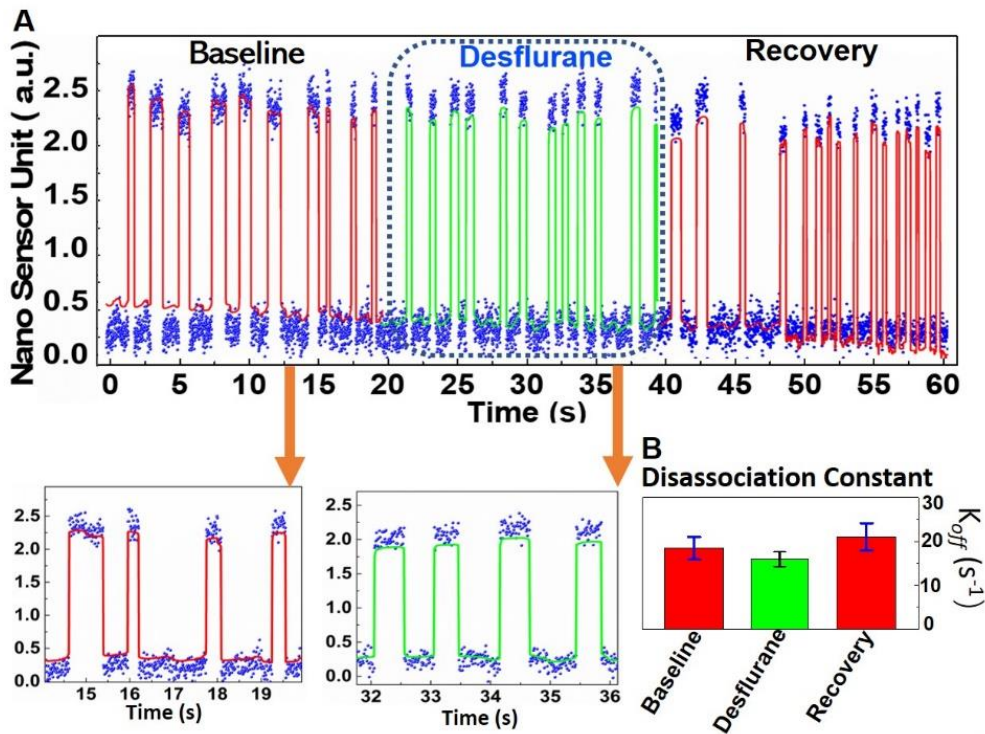 A
Baseline
Desflurane
Recovery
Nano Sensor Unit ( a.u.)
2.5
2.0
1.5
1.0
0.5
0.0
0 5 10 15 20 25 30 35 40 45 50 55 60
Time (s)
2.5
2.0
1.5
1.0
0.5
0.0
15 16 17 18 19
Time (s)
2.5
2.0
1.5
1.0
0.5
0.0
32 33 34 35 36
Time (s)
B
Disassociation Constant
30
20
10
0
Koff (s-1)
Baseline
Desflurane
Recovery